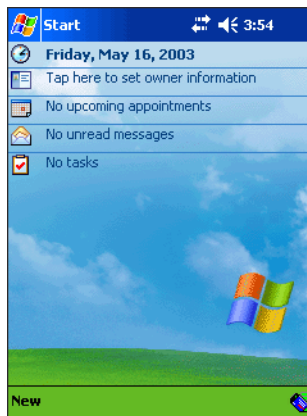 Start 3:54
Friday, May 16, 2003
Tap here to set owner information
No upcoming appointments
No unread messages
No tasks
New